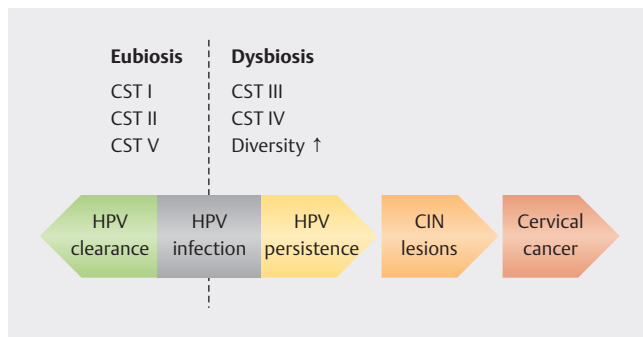 Eubiosis
CST I
CST II
CST V
Dysbiosis
CST III
CST IV
Diversity ↑
HPV
clearance
HPV
infection
HPV
persistence
CIN
lesions
Cervical
cancer